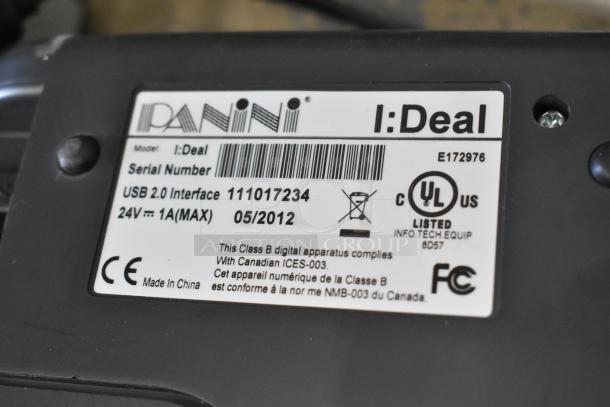 PANINI® I:Deal
Model: I:Deal
E172976
Serial Number
USB 2.0 Interface 111017234
24V⎓ 1A(MAX) 05/2012
C UL US
LISTED
INFO.TECH.EQUIP
8D57
AUCTION GROUP
This Class B digital apparatus complies
With Canadian ICES-003.
Cet appareil numérique de la Classe B
est conforme à la nor me NMB-003 du Canada.
CE Made in China
FC